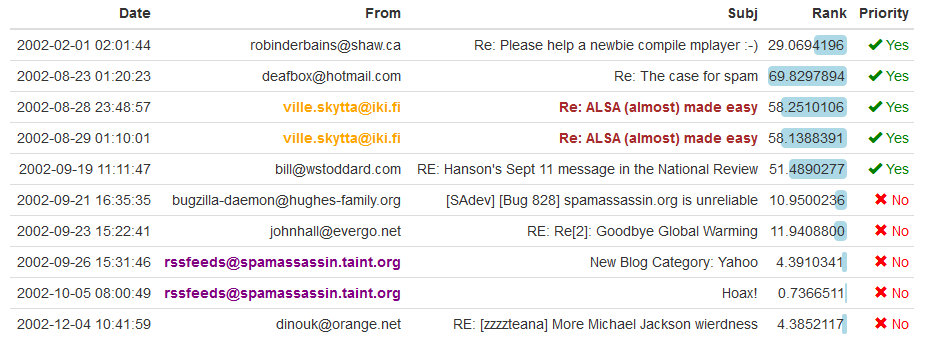 Date From Subj Rank Priority
2002-02-01 02:01:44 robinderbains@shaw.ca Re: Please help a newbie compile mplayer :-) 29.0694196 ✔ Yes
2002-08-23 01:20:23 deafbox@hotmail.com Re: The case for spam 69.8297894 ✔ Yes
2002-08-28 23:48:57 ville.skytta@iki.fi Re: ALSA (almost) made easy 58.2510106 ✔ Yes
2002-08-29 01:10:01 ville.skytta@iki.fi Re: ALSA (almost) made easy 58.1388391 ✔ Yes
2002-09-19 11:11:47 bill@wstoddard.com RE: Hanson's Sept 11 message in the National Review 51.4890277 ✔ Yes
2002-09-21 16:35:35 bugzilla-daemon@hughes-family.org [SAdev] [Bug 828] spamassassin.org is unreliable 10.9500236 ✖ No
2002-09-23 15:22:41 johnhall@evergo.net RE: Re[2]: Goodbye Global Warming 11.9408800 ✖ No
2002-09-26 15:31:46 rssfeeds@spamassassin.taint.org New Blog Category: Yahoo 4.3910341 ✖ No
2002-10-05 08:00:49 rssfeeds@spamassassin.taint.org Hoax! 0.7366511 ✖ No
2002-12-04 10:41:59 dinouk@orange.net RE: [zzzzteana] More Michael Jackson wierdness 4.3852117 ✖ No